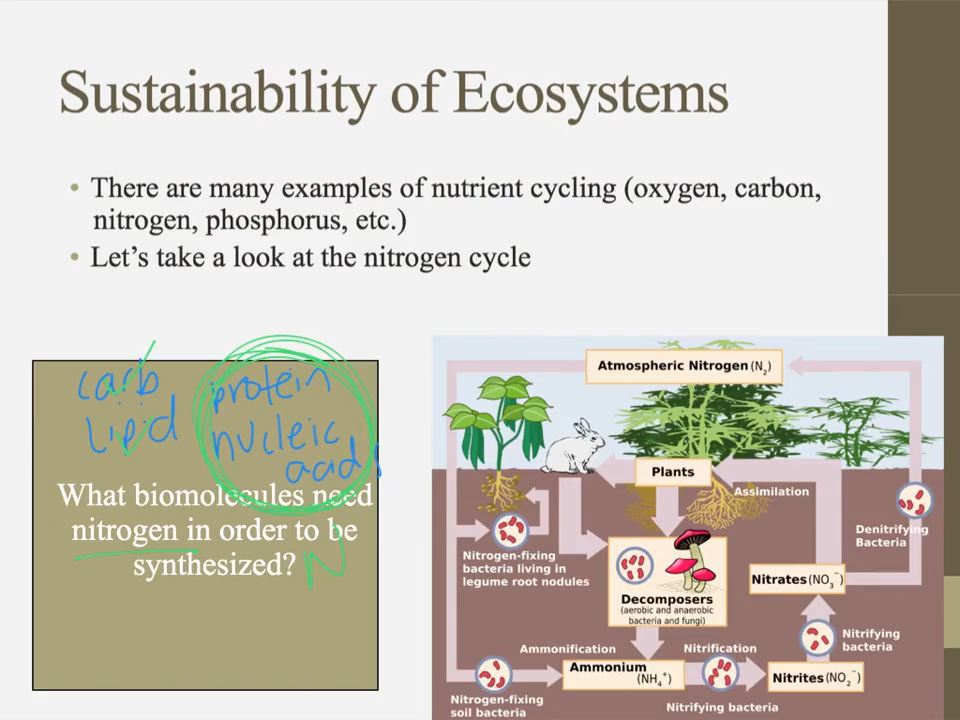 Sustainability of Ecosystems
• There are many examples of nutrient cycling (oxygen, carbon,
nitrogen, phosphorus, etc.)
• Let's take a look at the nitrogen cycle
carb
lipid
protein
nucleic
acids
What biomolecules need
nitrogen in order to be
synthesized?
N
Atmospheric Nitrogen (N₂)
Plants
Assimilation
Denitrifying
Bacteria
Nitrogen-fixing
bacteria living in
legume root nodules
Decomposers
(aerobic and anaerobic
bacteria and fungi)
Nitrates (NO₃⁻)
Nitrifying
bacteria
Ammonification
Nitrification
Ammonium
(NH₄⁺)
Nitrites (NO₂⁻)
Nitrogen-fixing
soil bacteria
Nitrifying bacteria